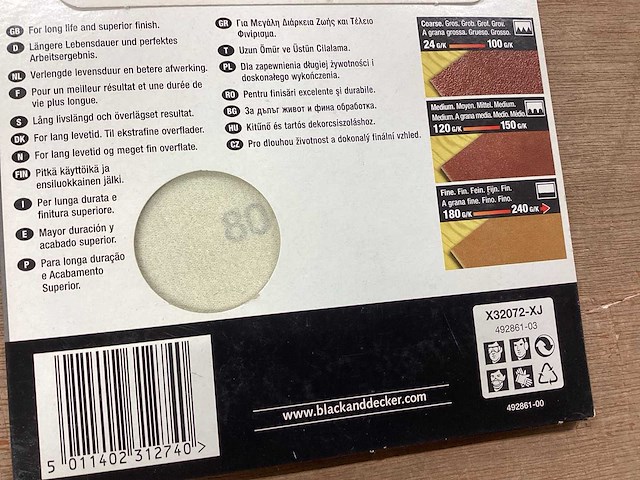 GB For long life and superior finish.
D Längere Lebensdauer und perfektes
Arbeitsergebnis.
NL Verlengde levensduur en betere afwerking.
F Pour un meilleur résultat et une durée de
vie plus longue.
S Lång livslängd och överlägset resultat.
DK For lang levetid. Til ekstrafine overflader.
N For lang levetid og meget fin overflate.
FIN Pitkä käyttöikä ja
ensiluokkainen jälki.
I Per lunga durata e
finitura superiore.
E Mayor duración y
acabado superior.
P Para longa duração
e Acabamento
Superior.
GR Για Μεγάλη Διάρκεια Ζωής και Τέλειο
Φινίρισμα.
T Uzun Ömür ve Üstün Cilalama.
PL Dla zapewnienia długiej żywotności i
doskonałego wykończenia.
RO Pentru finisări excelente şi durabile.
BG За дълъг живот и фина обработка.
HU Kitűnő és tartós dekorcsiszoláshoz.
CZ Pro dlouhou životnost a dokonalý finální vzhled.
80
Coarse. Gros. Grob. Grof. Grov.
A grana grossa. Grueso. Grosso.
24 G/K 100 G/K
Medium. Moyen. Mittel. Medium.
Medium. A grana media. Medio. Médio.
120 G/K 150 G/K
Fine. Fin. Fein. Fijn. Fin.
A grana fine. Fino. Fino.
180 G/K 240 G/K
X32072-XJ
492861-03
492861-00
www.blackanddecker.com
5 011402 312740 >